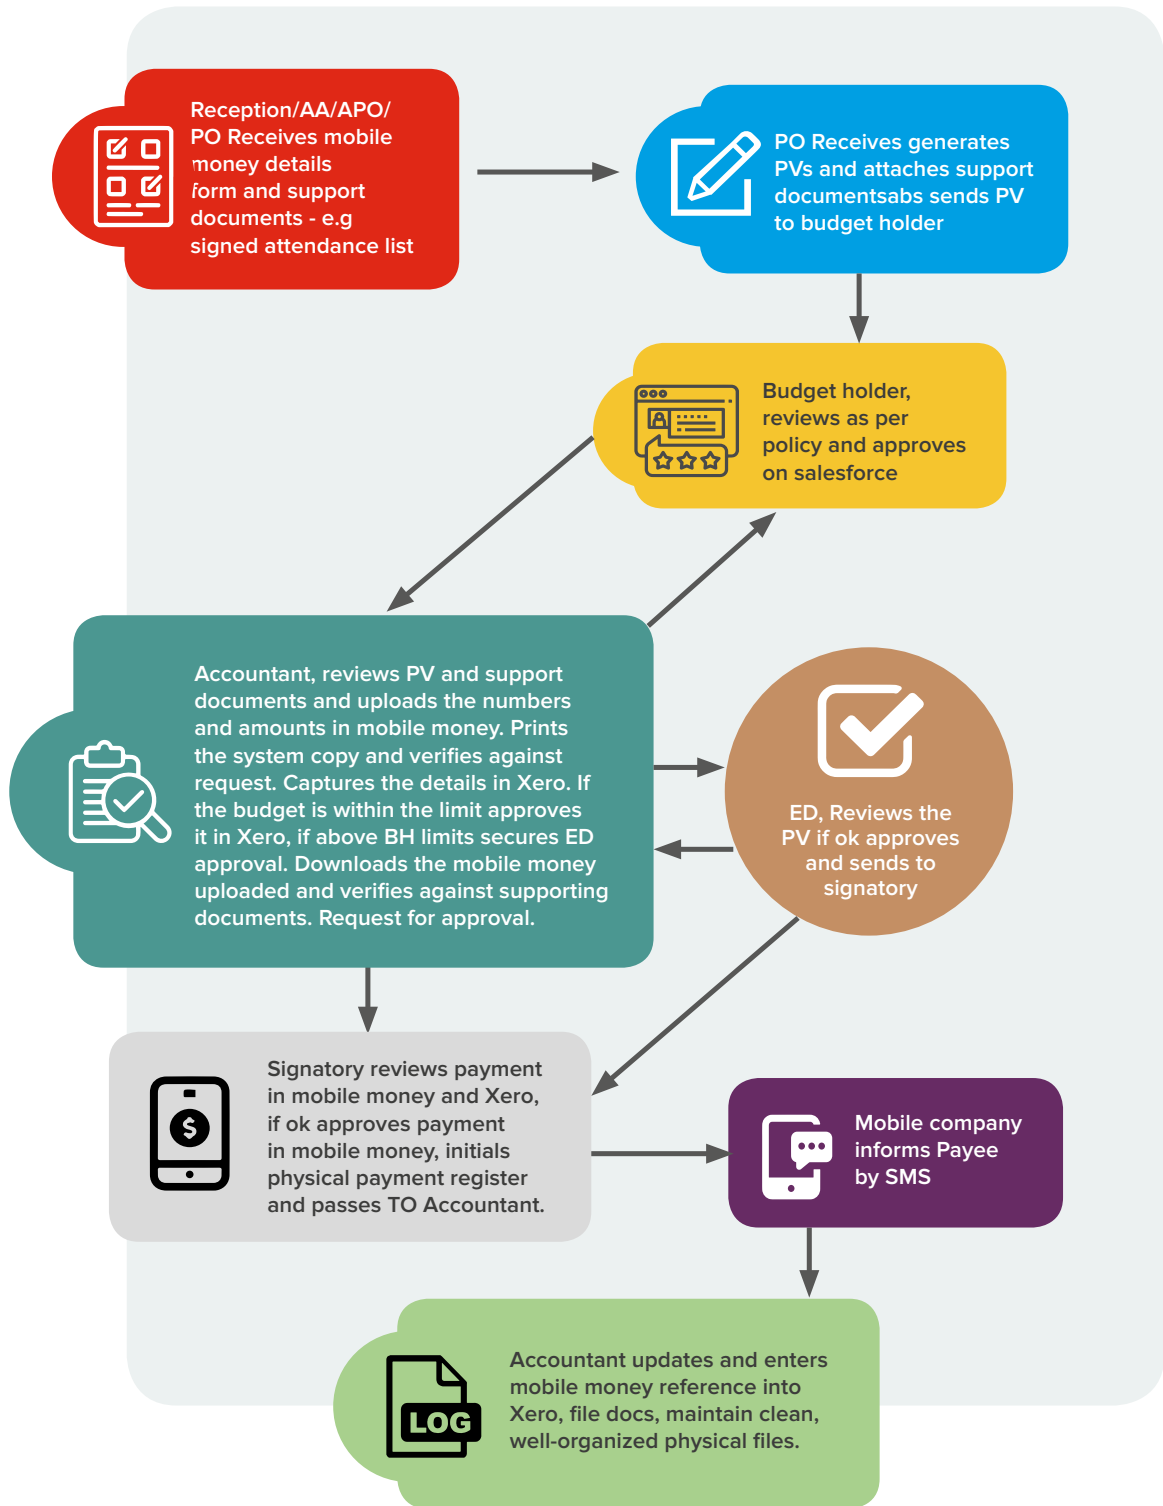 Reception/AA/APO/
PO Receives mobile
money details
form and support
documents - e.g
signed attendance list
PO Receives generates
PVs and attaches support
documentsabs sends PV
to budget holder
Budget holder,
reviews as per
policy and approves
on salesforce
Accountant, reviews PV and support
documents and uploads the numbers
and amounts in mobile money. Prints
the system copy and verifies against
request. Captures the details in Xero. If
the budget is within the limit approves
it in Xero, if above BH limits secures ED
approval. Downloads the mobile money
uploaded and verifies against supporting
documents. Request for approval.
ED, Reviews the
PV if ok approves
and sends to
signatory
Signatory reviews payment
in mobile money and Xero,
if ok approves payment
in mobile money, initials
physical payment register
and passes TO Accountant.
$
Mobile company
informs Payee
by SMS
Accountant updates and enters
mobile money reference into
Xero, file docs, maintain clean,
well-organized physical files.
LOG